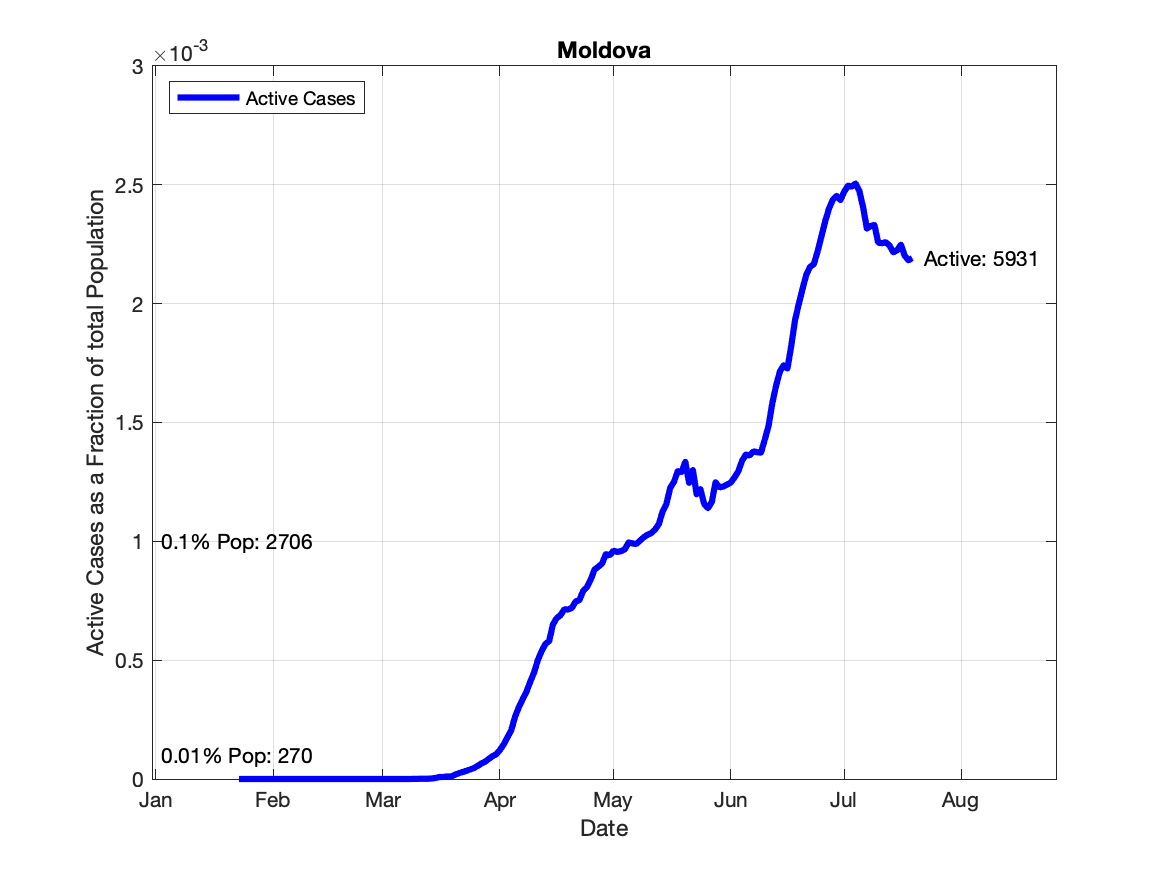 Moldova
×10-3
Active Cases
3
2.5
2
1.5
1
0.5
0
Active Cases as a Fraction of total Population
Active: 5931
0.1% Pop: 2706
0.01% Pop: 270
Jan Feb Mar Apr May Jun Jul Aug
Date